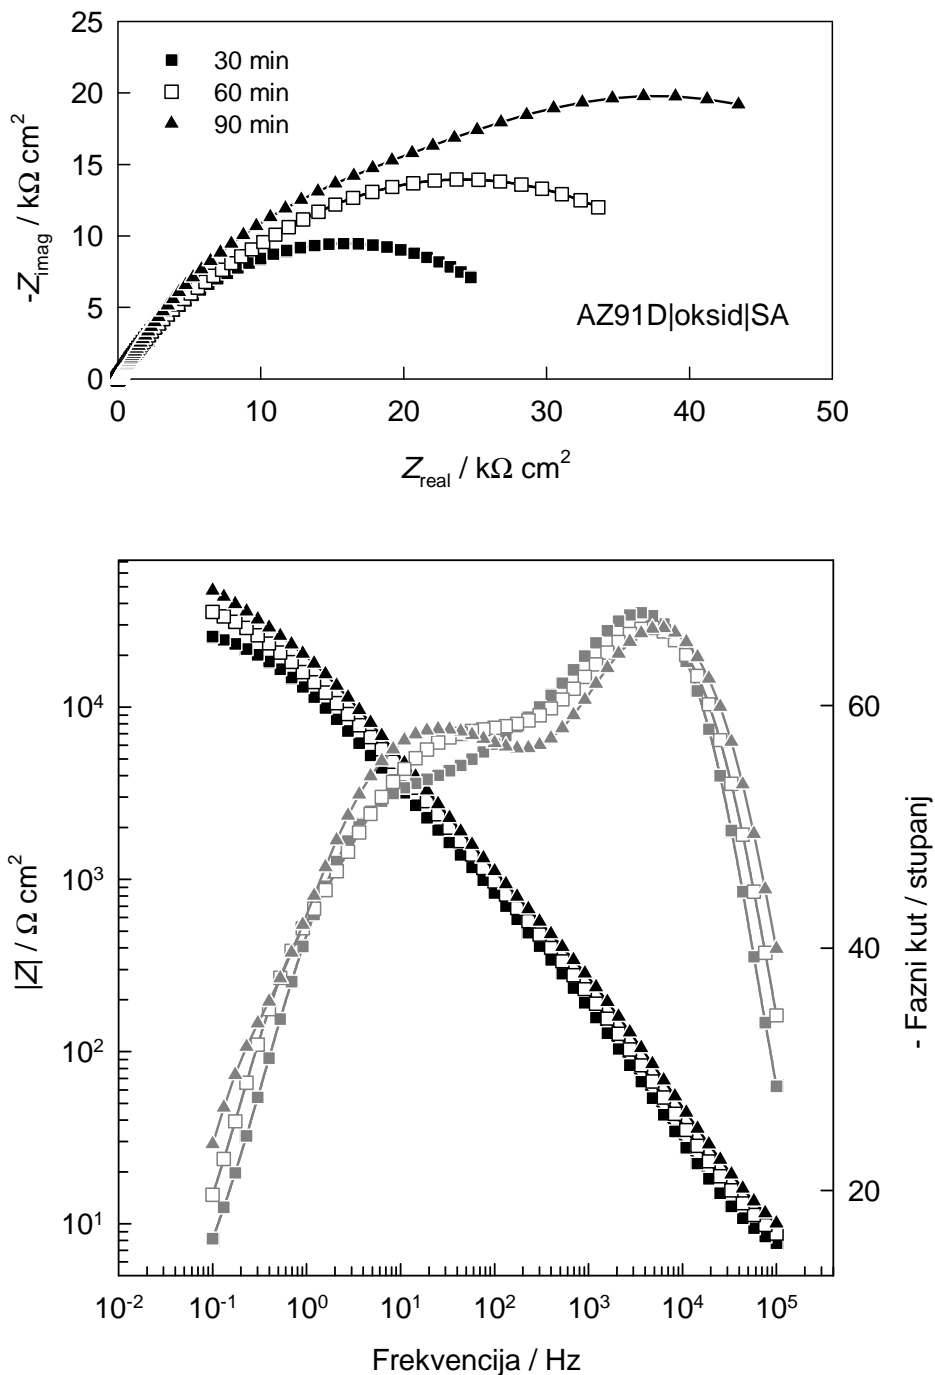 25
20
15
10
5
0
-Zimag / kΩ cm²
30 min
60 min
90 min
AZ91D|oksid|SA
0 10 20 30 40 50
Zreal / kΩ cm²
10⁴
10³
10²
10¹
|Z| / Ω cm²
60
40
20
- Fazni kut / stupanj
10⁻² 10⁻¹ 10⁰ 10¹ 10² 10³ 10⁴ 10⁵
Frekvencija / Hz